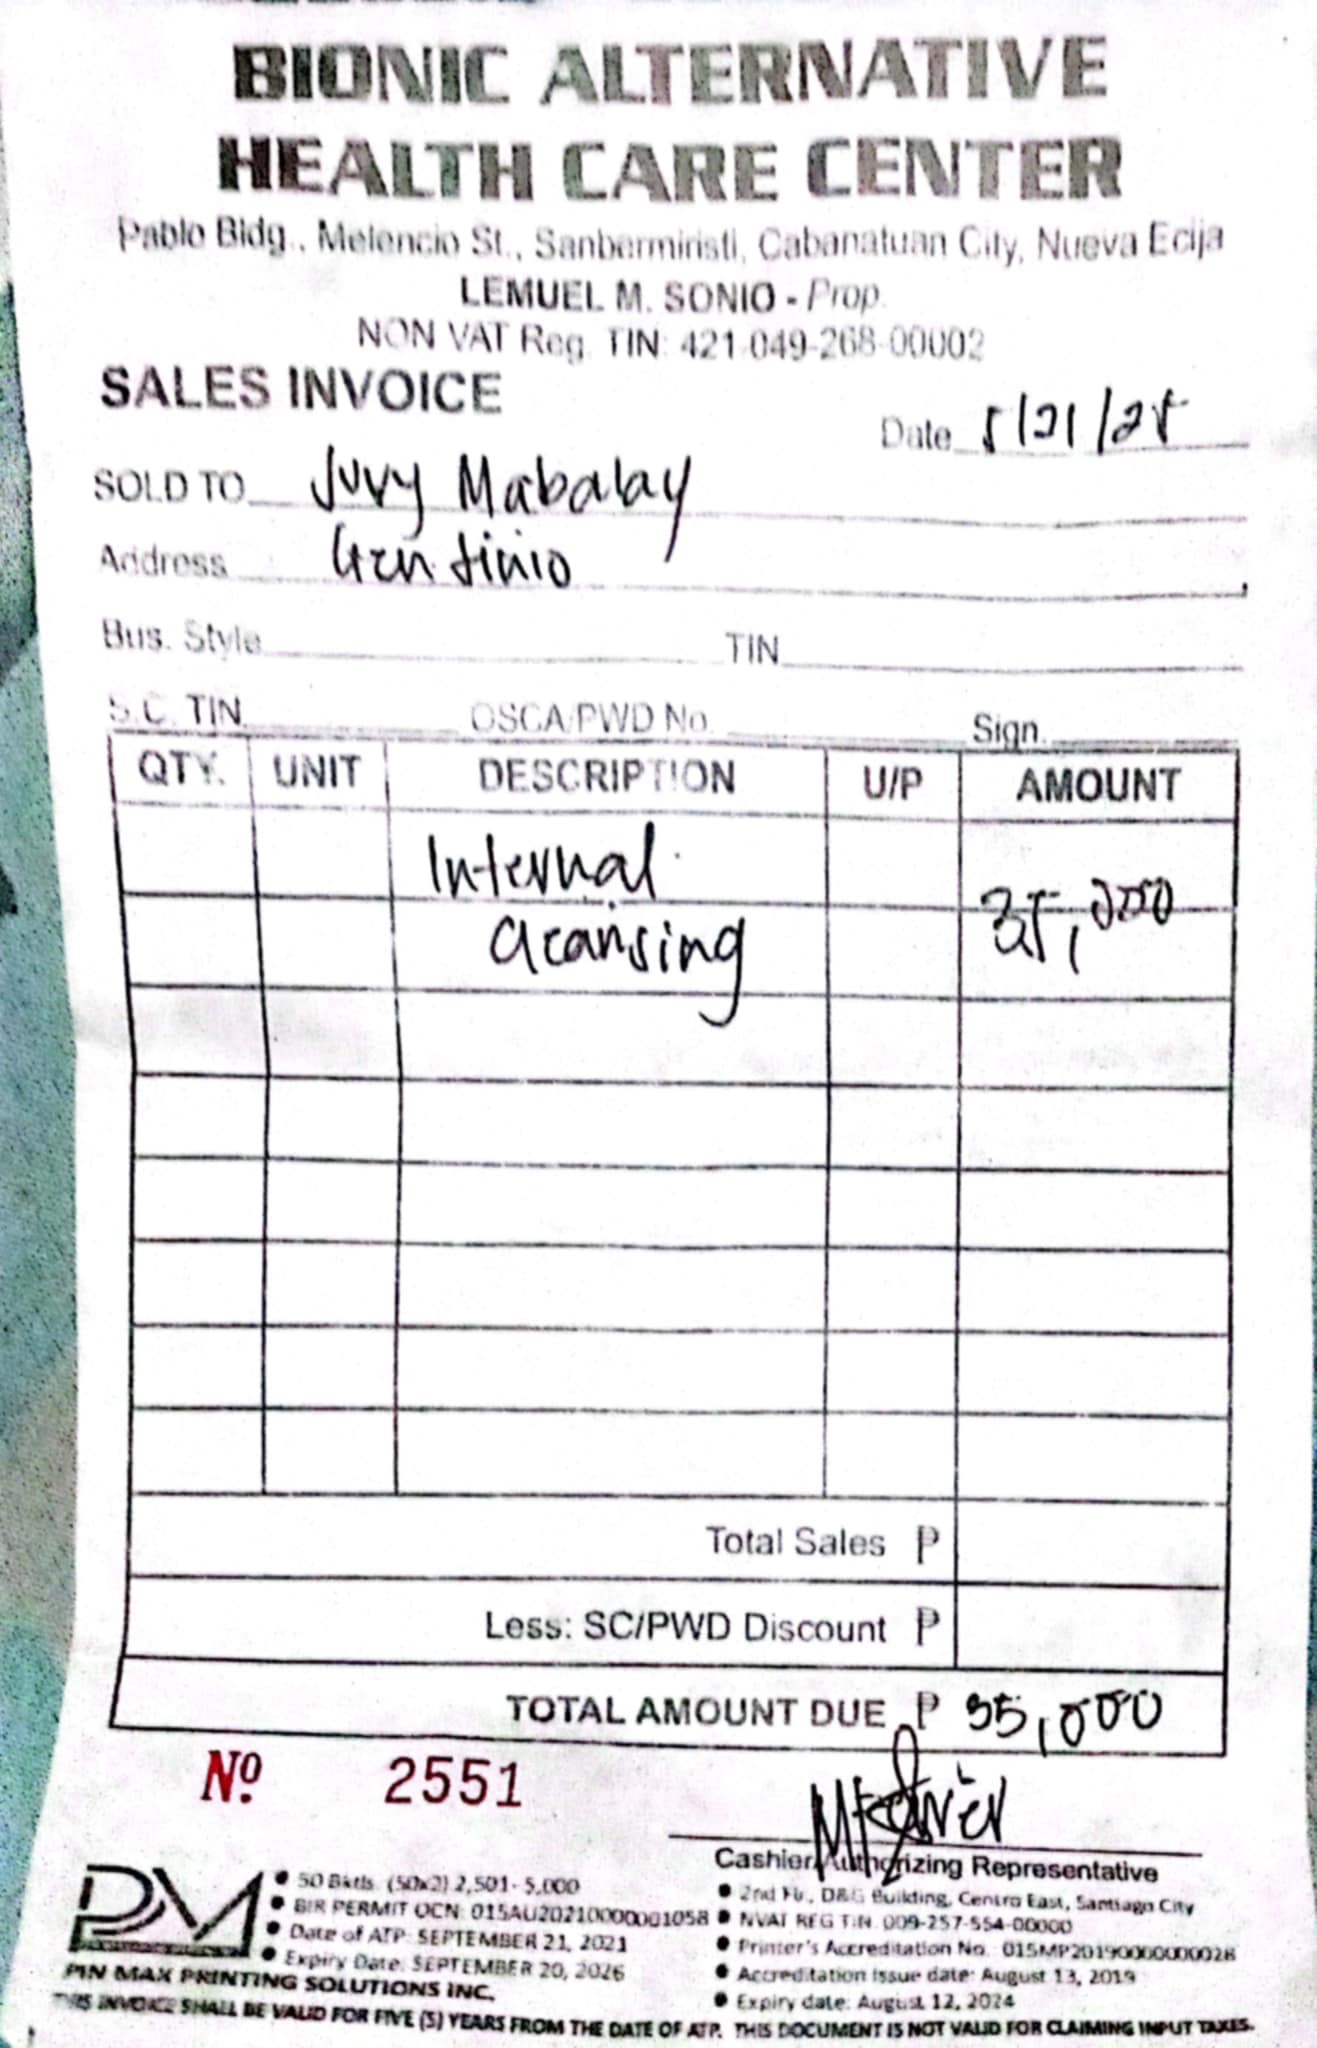 BIONIC ALTERNATIVE
HEALTH CARE CENTER
Pablo Bldg., Melencio St., Sanbermiristi, Cabanatuan City, Nueva Ecija
LEMUEL M. SONIO - Prop.
NON VAT Reg. TIN: 421-049-268-00002
SALES INVOICE
Date 5/21/25
SOLD TO Juvy Mabalay
Address Gen. tinio
Bus. Style TIN
S.C. TIN OSCA/PWD No. Sign.
QTY. UNIT DESCRIPTION U/P AMOUNT
Internal
cleansing 35,000
Total Sales ₱
Less: SC/PWD Discount ₱
TOTAL AMOUNT DUE ₱ 35,000
Nº 2551
Cashier/Authorizing Representative
PM
50 Bkts. (50x2) 2,501-5,000
BIR PERMIT OCN: 015AU20210000001058
Date of ATP: SEPTEMBER 21, 2021
Expiry Date: SEPTEMBER 20, 2026
PIN MAX PRINTING SOLUTIONS INC.
2nd Flr., D&G Building, Centro East, Santiago City
NVAT REG TIN: 009-257-554-00000
Printer's Accreditation No.: 015MP20190000000028
Accreditation issue date: August 13, 2019
Expiry date: August 12, 2024
THIS INVOICE SHALL BE VALID FOR FIVE (5) YEARS FROM THE DATE OF ATP. THIS DOCUMENT IS NOT VALID FOR CLAIMING INPUT TAXES.